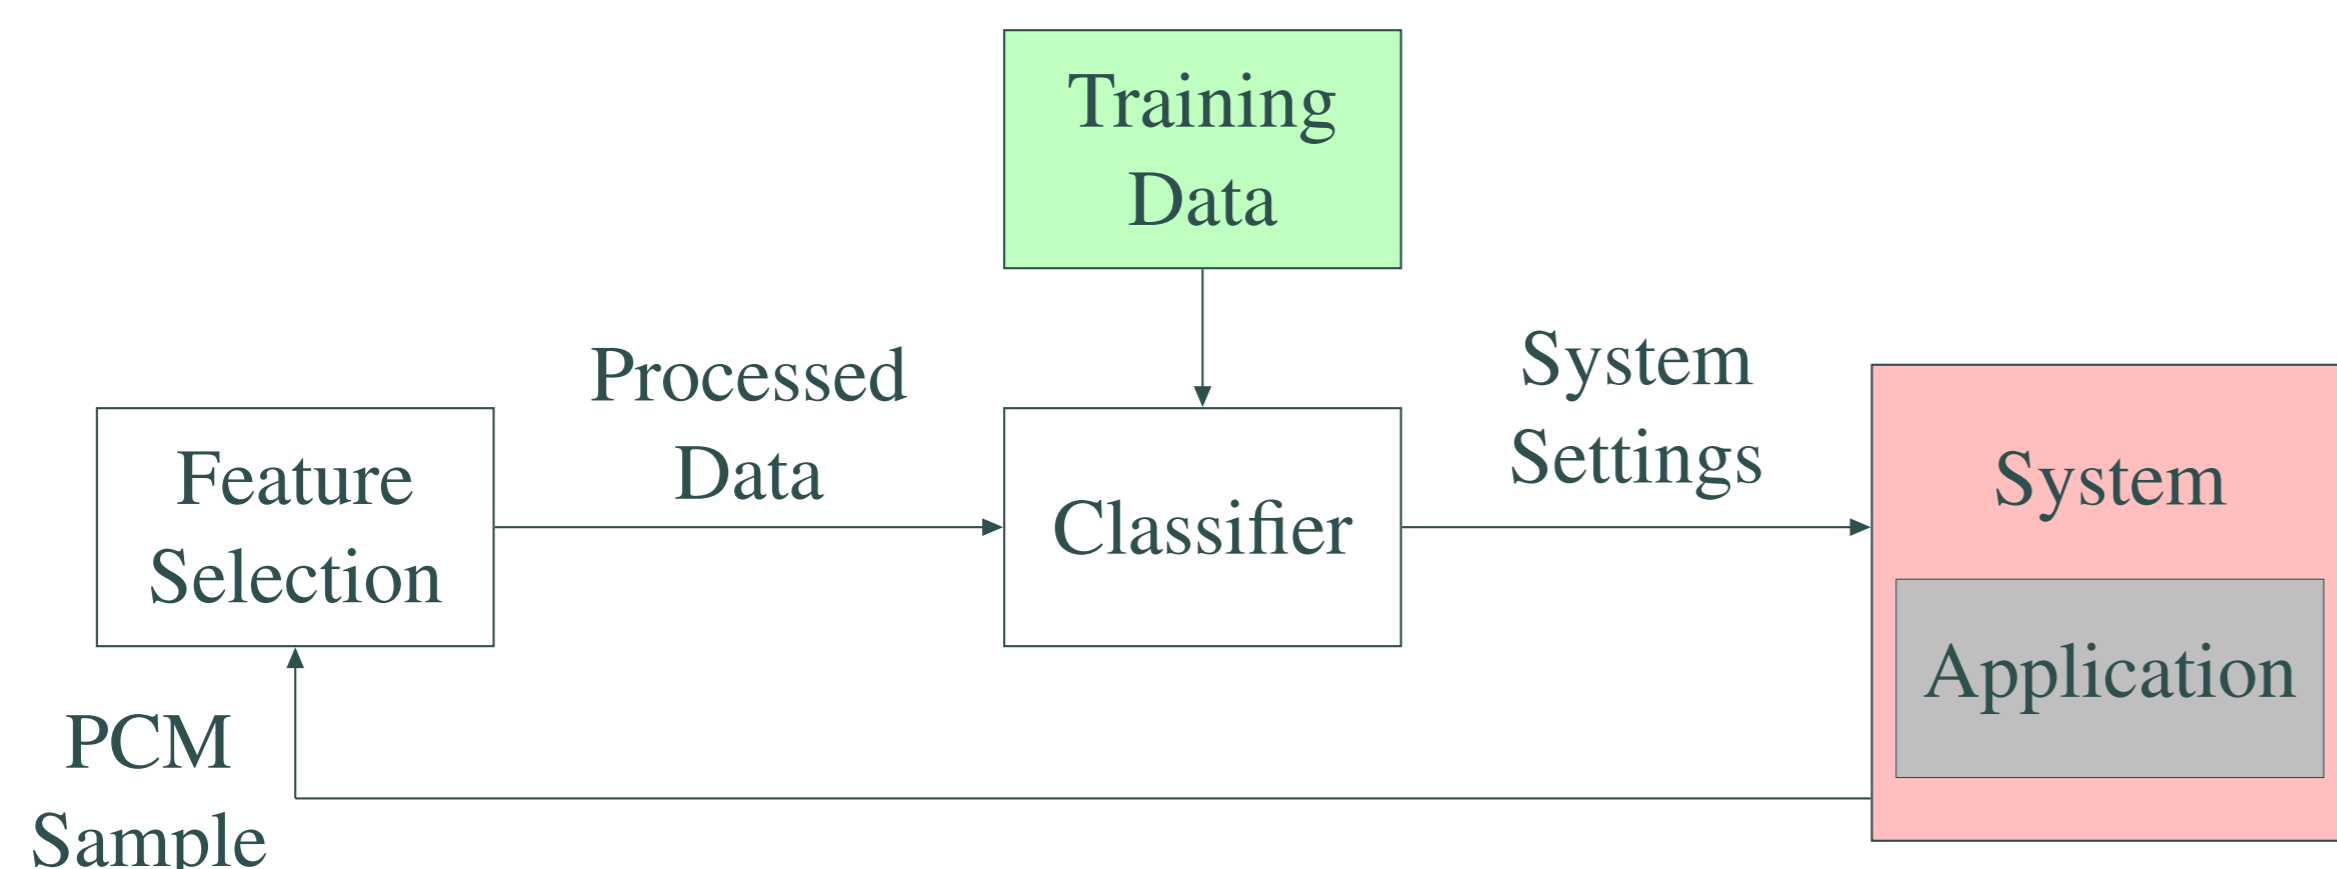 Training
Data
Processed
Data
System
Settings
Feature
Selection
Classifier
System
Application
PCM
Sample